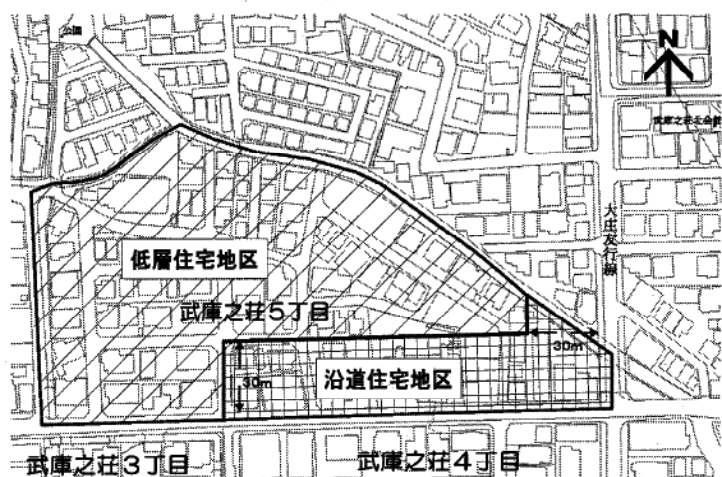 公園
N
武庫之荘北会館
大庄友行線
低層住宅地区
武庫之荘5丁目
30m
30m
沿道住宅地区
武庫之荘3丁目
武庫之荘4丁目